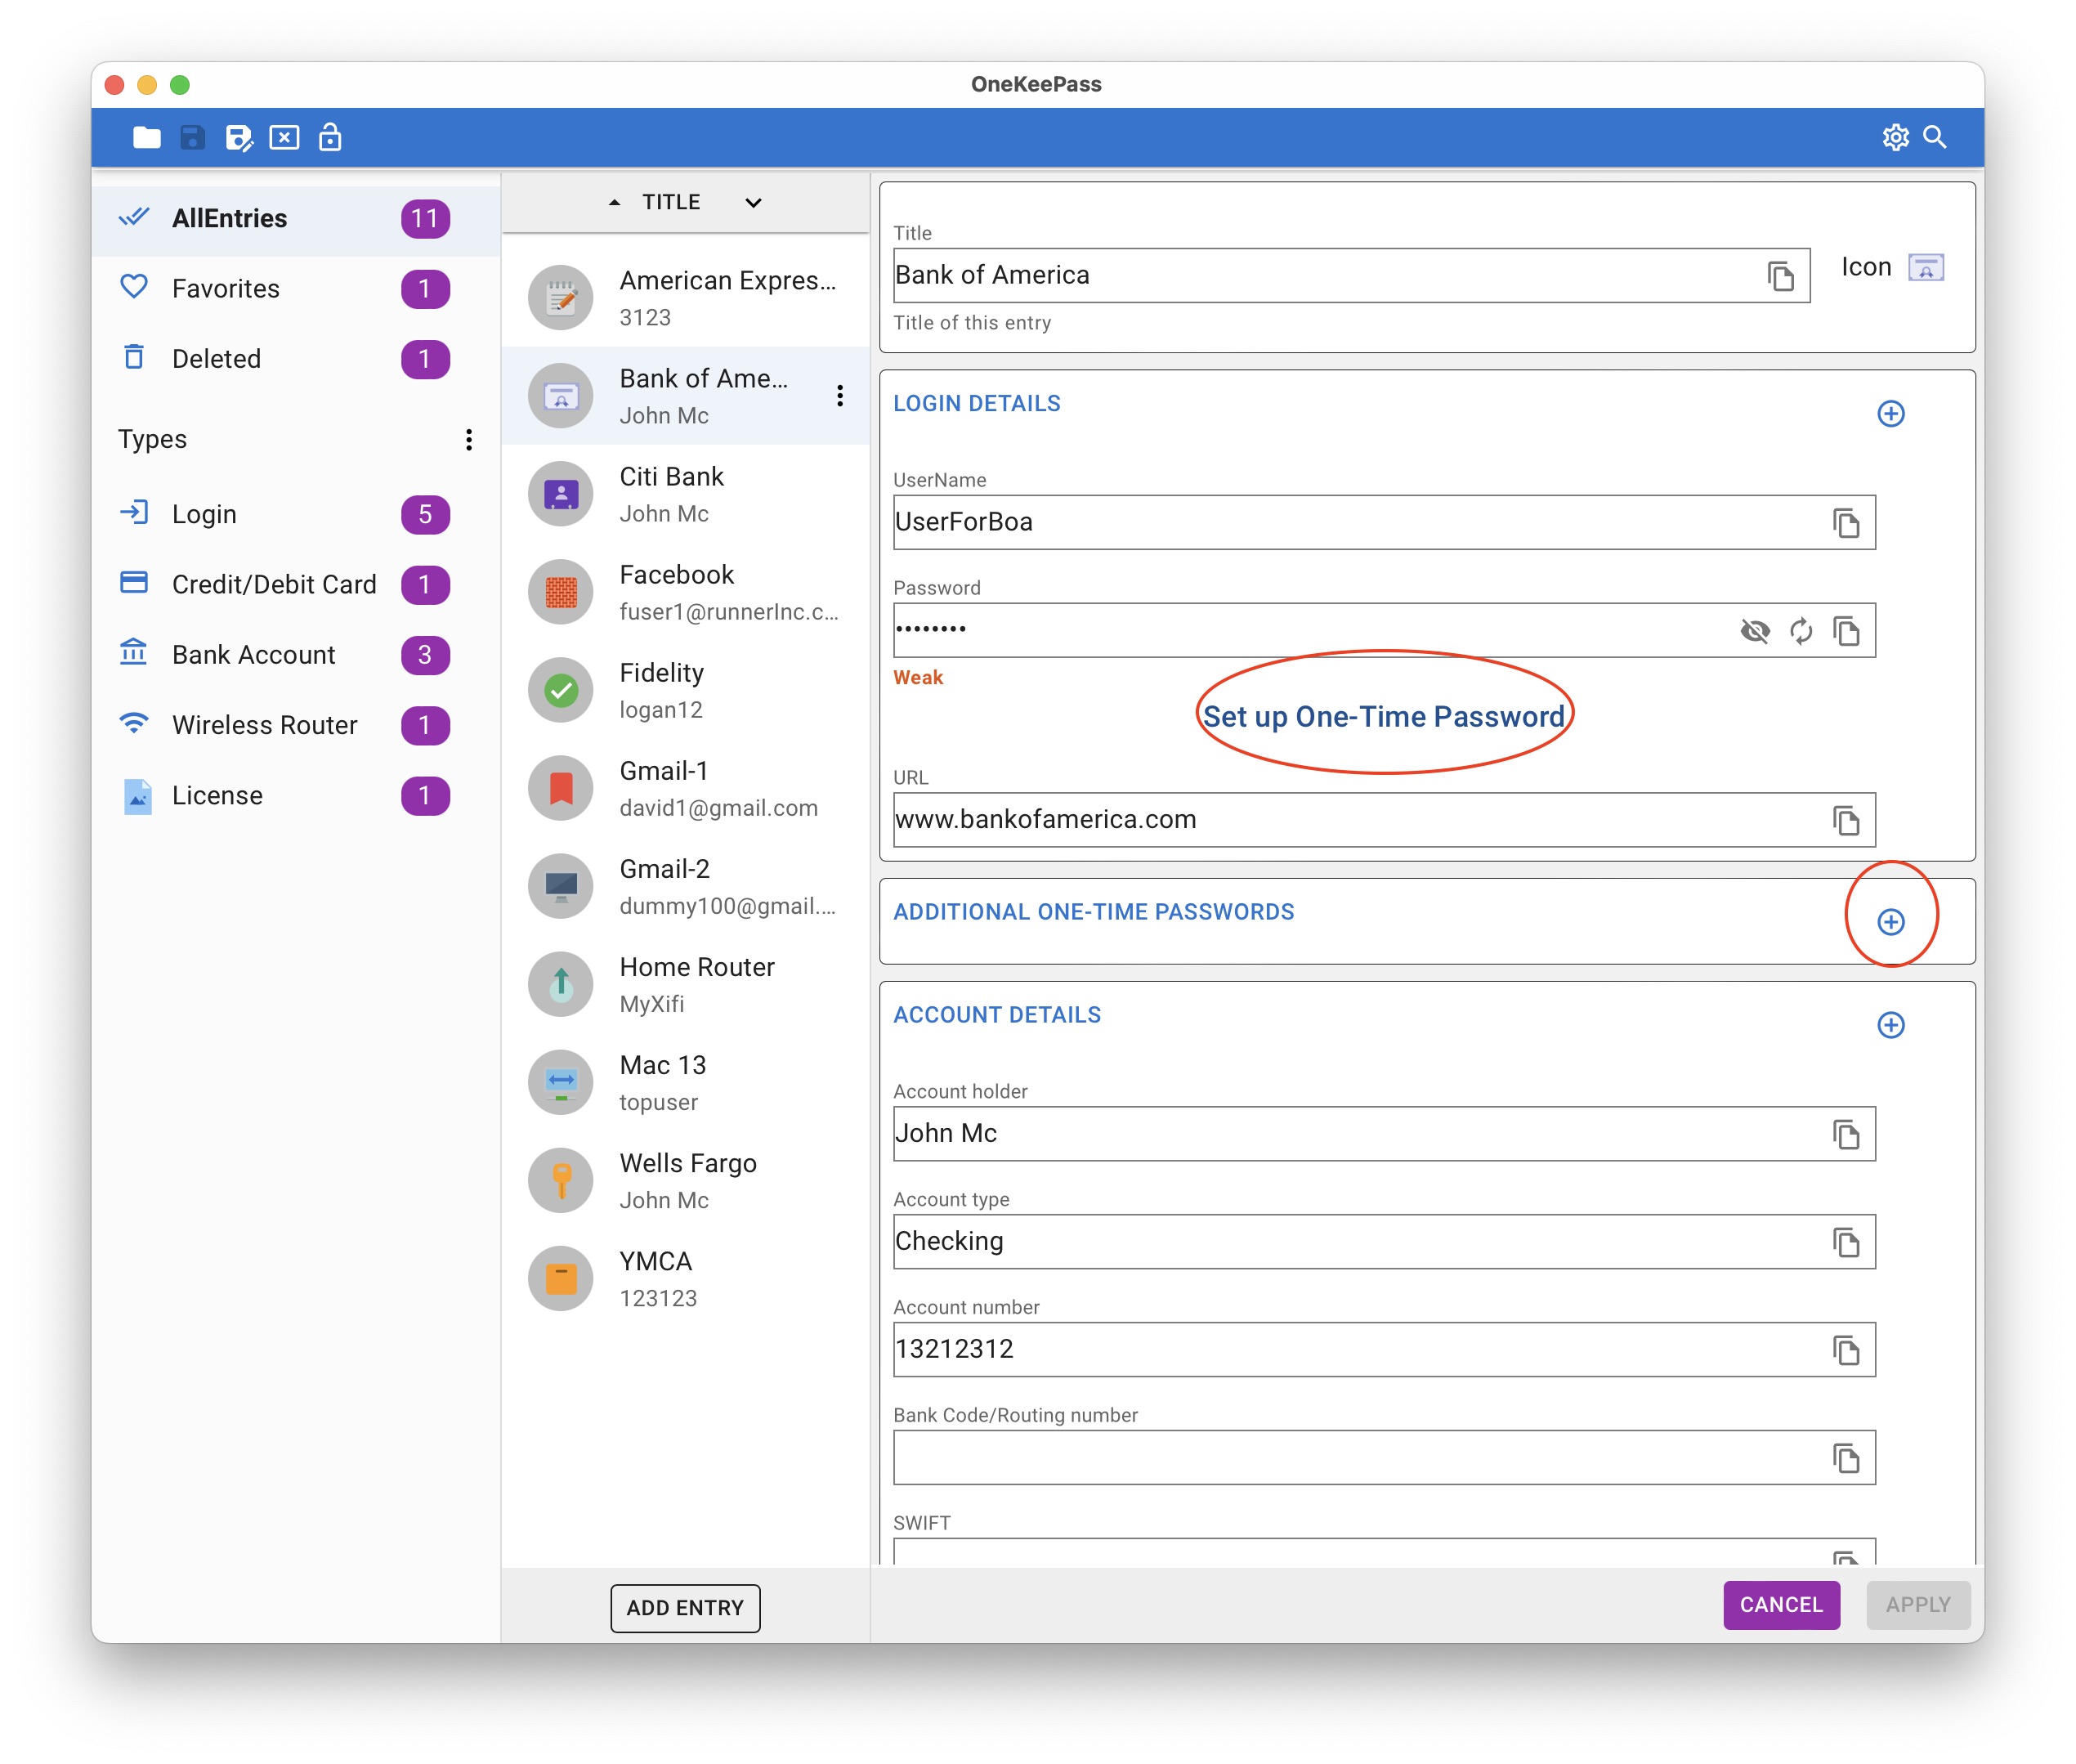 OneKeePass
AllEntries 11
Favorites 1
Deleted 1
Types
Login 5
Credit/Debit Card 1
Bank Account 3
Wireless Router 1
License 1
TITLE
American Expres...
3123
Bank of Ame...
John Mc
Citi Bank
John Mc
Facebook
fuser1@runnerInc.c...
Fidelity
logan12
Gmail-1
david1@gmail.com
Gmail-2
dummy100@gmail....
Home Router
MyXifi
Mac 13
topuser
Wells Fargo
John Mc
YMCA
123123
ADD ENTRY
Title
Bank of America
Icon
Title of this entry
LOGIN DETAILS
UserName
UserForBoa
Password
••••••••
Weak
Set up One-Time Password
URL
www.bankofamerica.com
ADDITIONAL ONE-TIME PASSWORDS
ACCOUNT DETAILS
Account holder
John Mc
Account type
Checking
Account number
13212312
Bank Code/Routing number
SWIFT
CANCEL APPLY